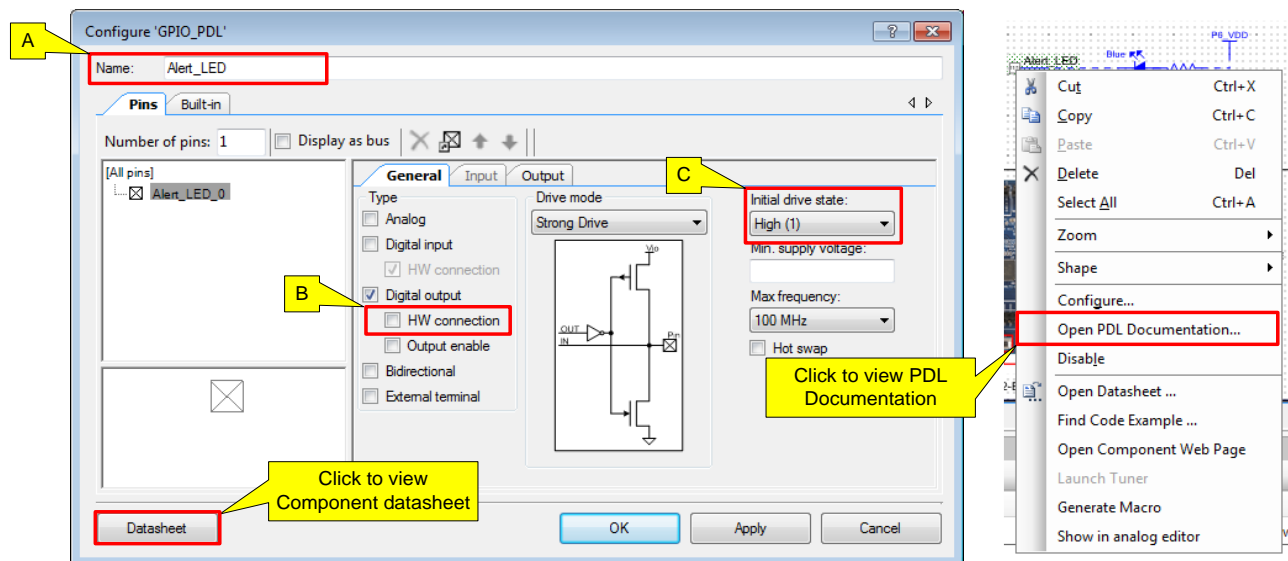 A
Configure 'GPIO_PDL'
Name: Alert_LED
Pins Built-in
Number of pins: 1 Display as bus
[All pins]
Alert_LED_0
General Input Output
C
Type
Analog
Digital input
HW connection
B
Digital output
HW connection
Output enable
Bidirectional
External terminal
Drive mode
Strong Drive
Vio
OUT
IN
Pin
Initial drive state:
High (1)
Min. supply voltage:
Max frequency:
100 MHz
Hot swap
Click to view PDL
Documentation
Click to view
Component datasheet
Datasheet
OK Apply Cancel
P6_VDD
Blue
Alert_LED
Cut Ctrl+X
Copy Ctrl+C
Paste Ctrl+V
Delete Del
Select All Ctrl+A
Zoom
Shape
Configure...
Open PDL Documentation...
Disable
Open Datasheet ...
Find Code Example ...
Open Component Web Page
Launch Tuner
Generate Macro
Show in analog editor